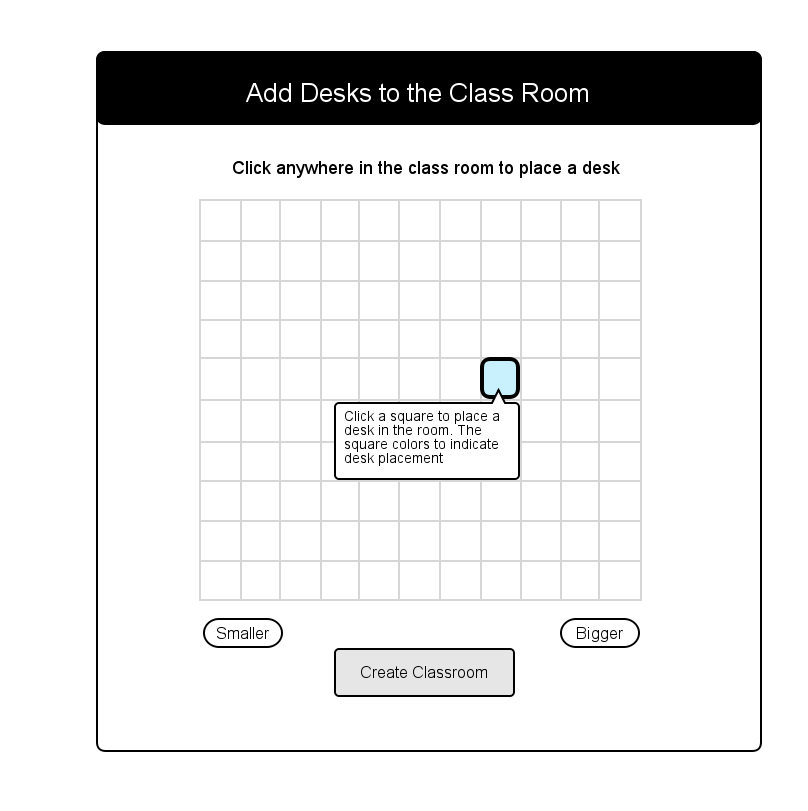 Add Desks to the Class Room
Click anywhere in the class room to place a desk
Click a square to place a
desk in the room. The
square colors to indicate
desk placement
Smaller
Bigger
Create Classroom